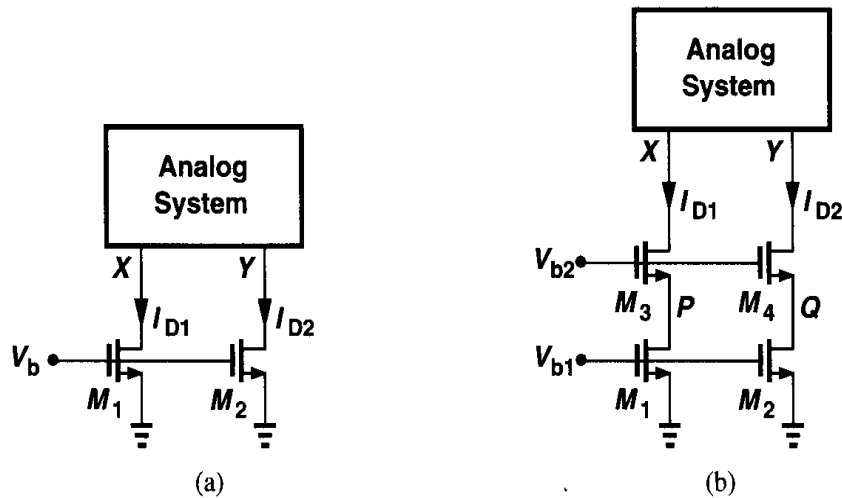 Analog
System
X
Y
I_D1
I_D2
V_b
M_1
M_2
(a)
Analog
System
X
Y
I_D1
I_D2
V_b2
M_3
P
M_4
Q
V_b1
M_1
M_2
(b)